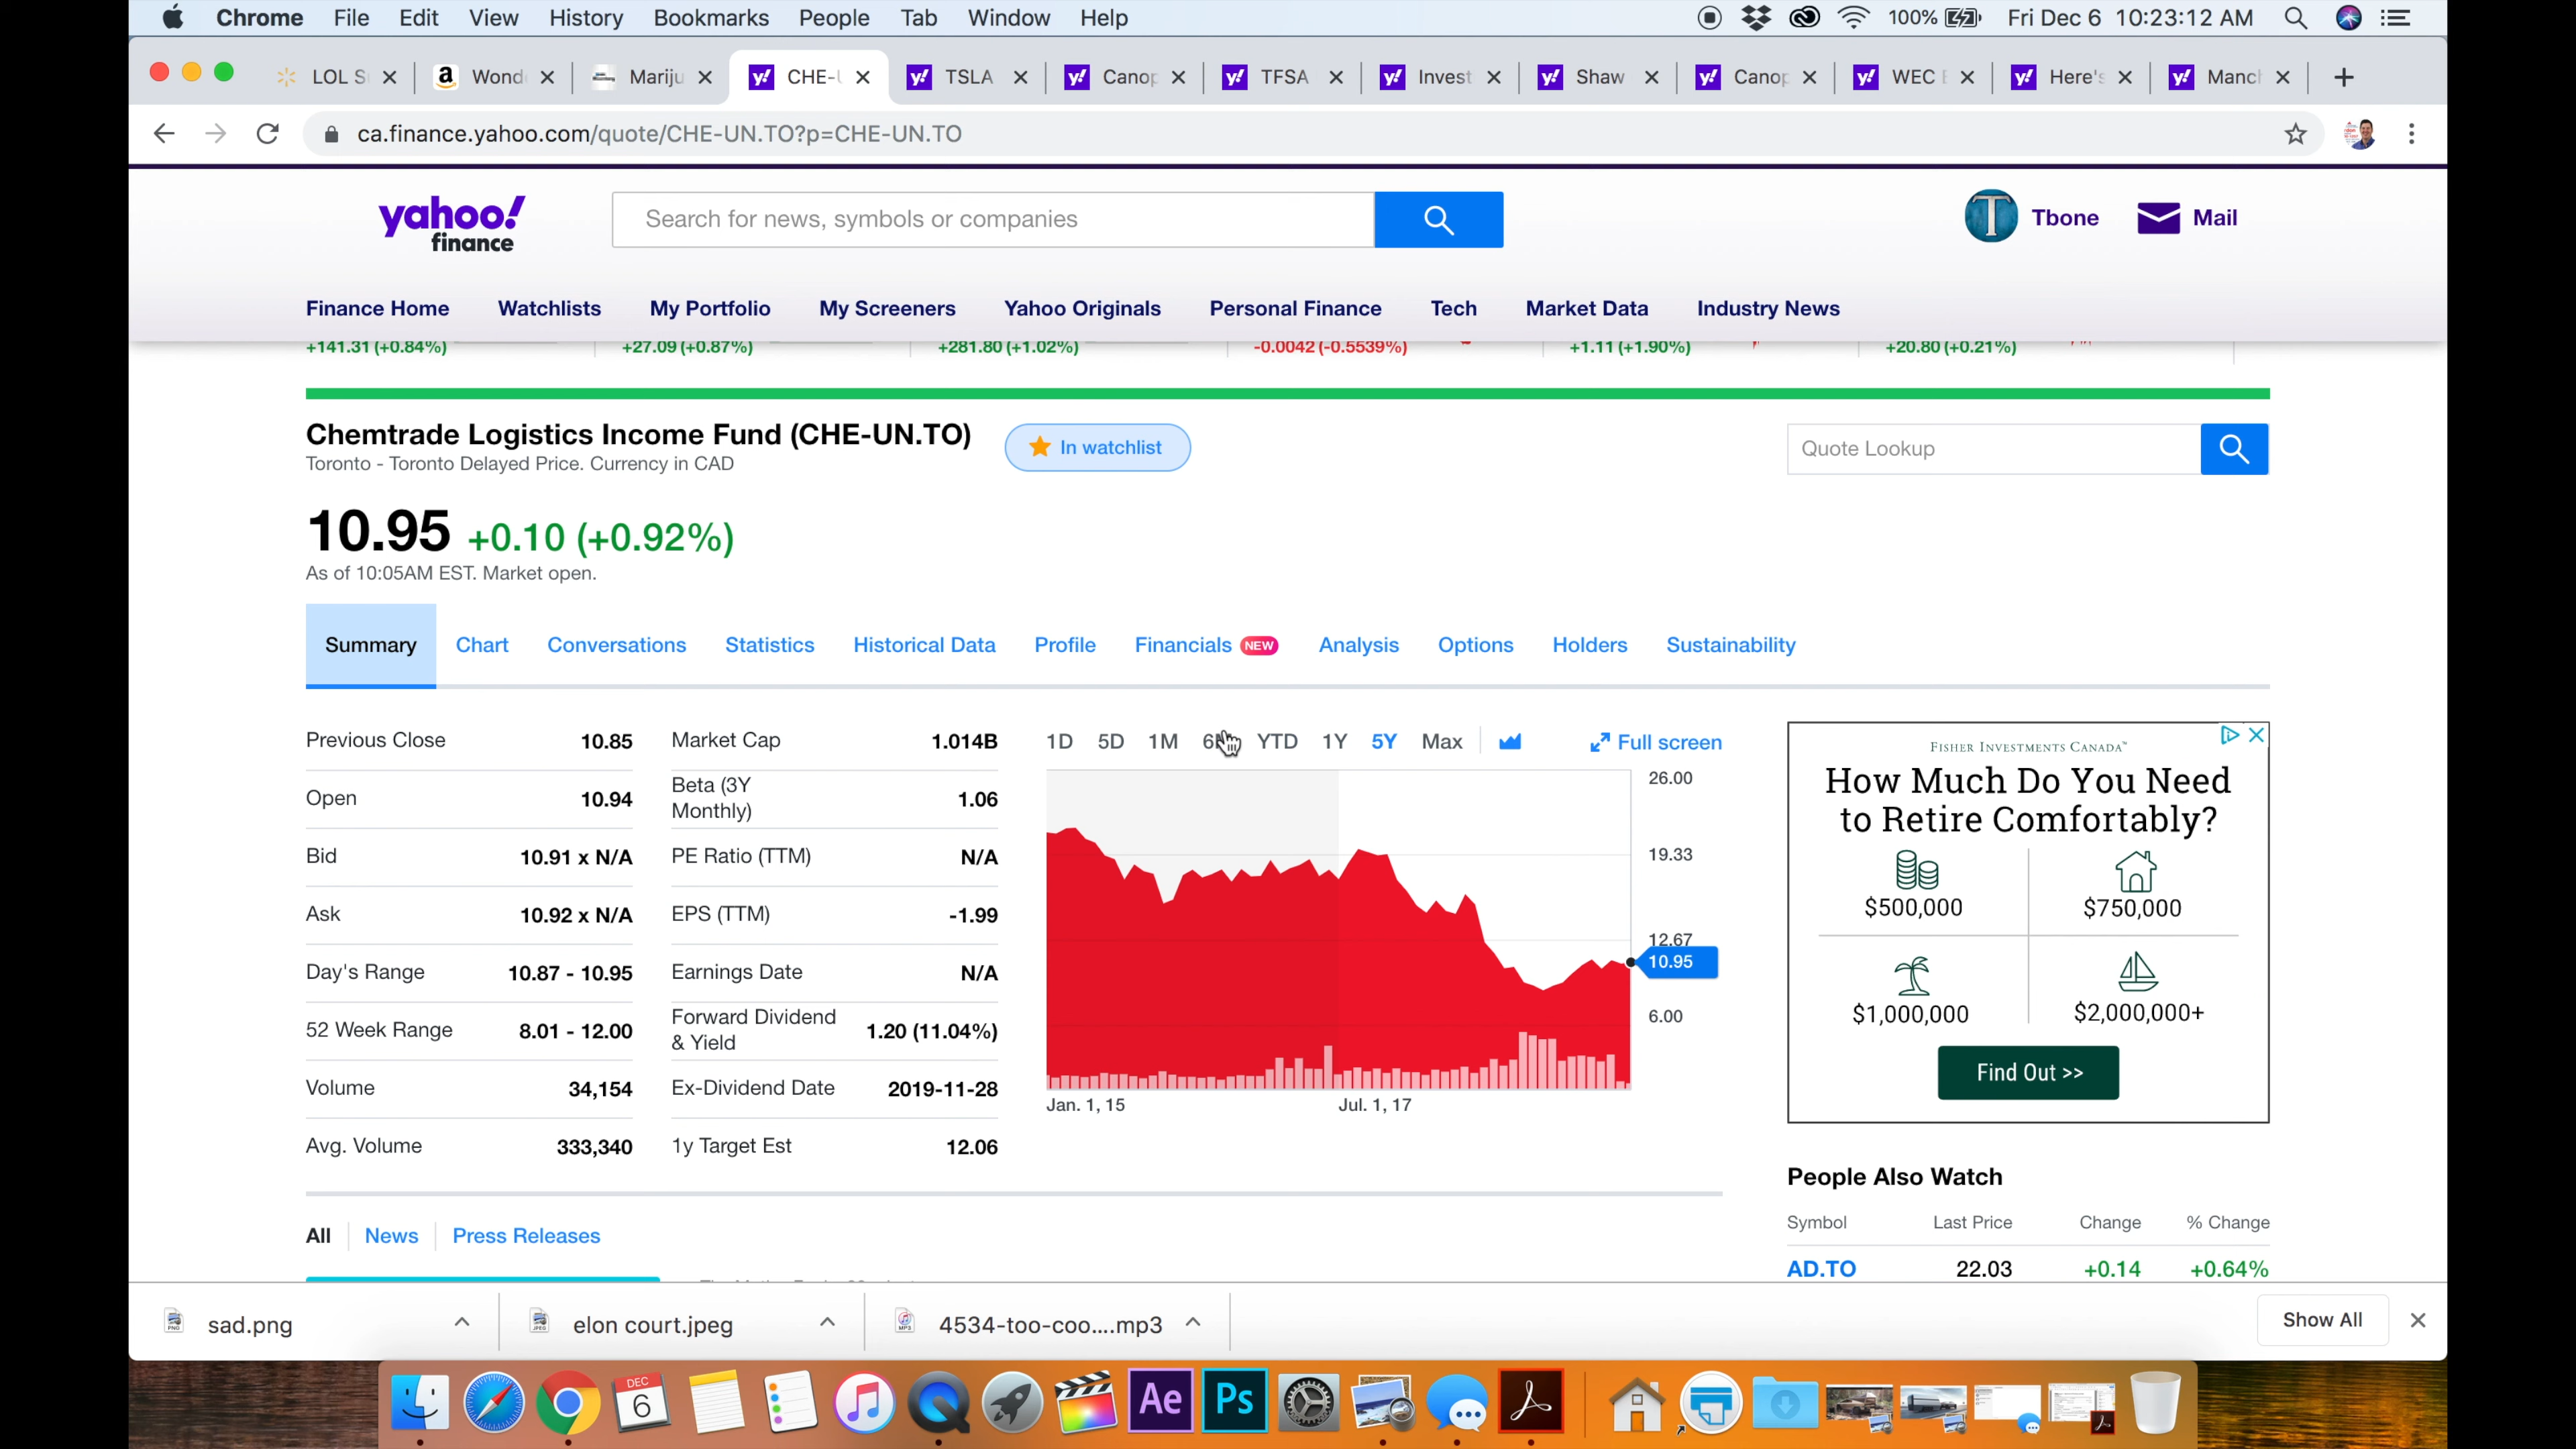 Chrome File Edit View History Bookmarks People Tab Window Help 100% Fri Dec 6 10:23:12 AM
LOL Wond Mariju CHE-U TSLA Canop TFSA Invest Shaw Canop WEC Here's Manch
ca.finance.yahoo.com/quote/CHE-UN.TO?p=CHE-UN.TO
yahoo! finance
Search for news, symbols or companies
T Tbone Mail
Finance Home Watchlists My Portfolio My Screeners Yahoo Originals Personal Finance Tech Market Data Industry News
+141.31 (+0.84%) +27.09 (+0.87%) +281.80 (+1.02%) -0.0042 (-0.5539%) +1.11 (+1.90%) +20.80 (+0.21%)
Chemtrade Logistics Income Fund (CHE-UN.TO) In watchlist
Quote Lookup
Toronto - Toronto Delayed Price. Currency in CAD
10.95 +0.10 (+0.92%)
As of 10:05AM EST. Market open.
Summary Chart Conversations Statistics Historical Data Profile Financials NEW Analysis Options Holders Sustainability
Previous Close 10.85
Open 10.94
Bid 10.91 x N/A
Ask 10.92 x N/A
Day's Range 10.87 - 10.95
52 Week Range 8.01 - 12.00
Volume 34,154
Avg. Volume 333,340
Market Cap 1.014B
Beta (3Y
Monthly) 1.06
PE Ratio (TTM) N/A
EPS (TTM) -1.99
Earnings Date N/A
Forward Dividend
& Yield 1.20 (11.04%)
Ex-Dividend Date 2019-11-28
1y Target Est 12.06
1D 5D 1M 6M YTD 1Y 5Y Max Full screen
26.00
19.33
12.67
10.95
6.00
Jan. 1, 15 Jul. 1, 17
Fisher Investments Canada™
How Much Do You Need
to Retire Comfortably?
$500,000 $750,000
$1,000,000 $2,000,000+
Find Out >>
People Also Watch
Symbol Last Price Change % Change
AD.TO 22.03 +0.14 +0.64%
All News Press Releases
sad.png elon court.jpeg 4534-too-coo....mp3 Show All
DEC
6
Ae Ps